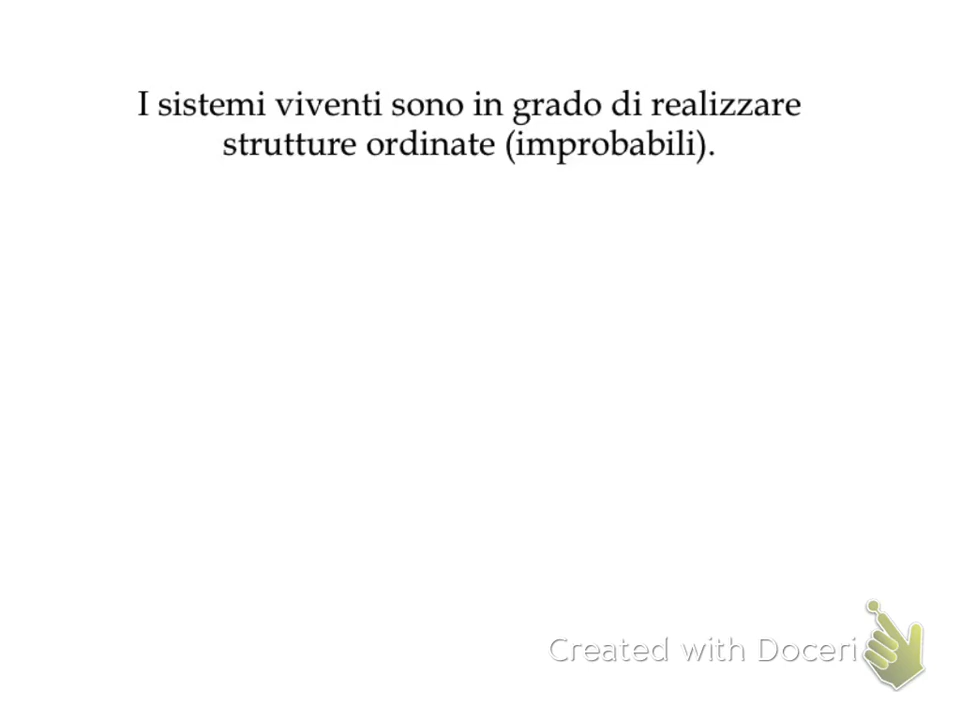 I sistemi viventi sono in grado di realizzare
strutture ordinate (improbabili).
Created with Doceri